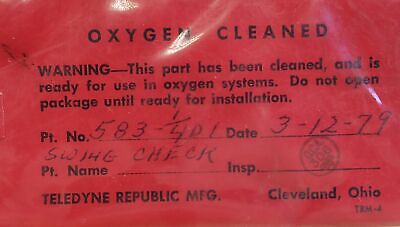 OXYGEN CLEANED
WARNING—This part has been cleaned, and is
ready for use in oxygen systems. Do not open
package until ready for installation.
Pt. No. 583-1/4D1 Date 3-12-79
SWING CHECK
Pt. Name Insp.
TELEDYNE REPUBLIC MFG. Cleveland, Ohio
TRM-4